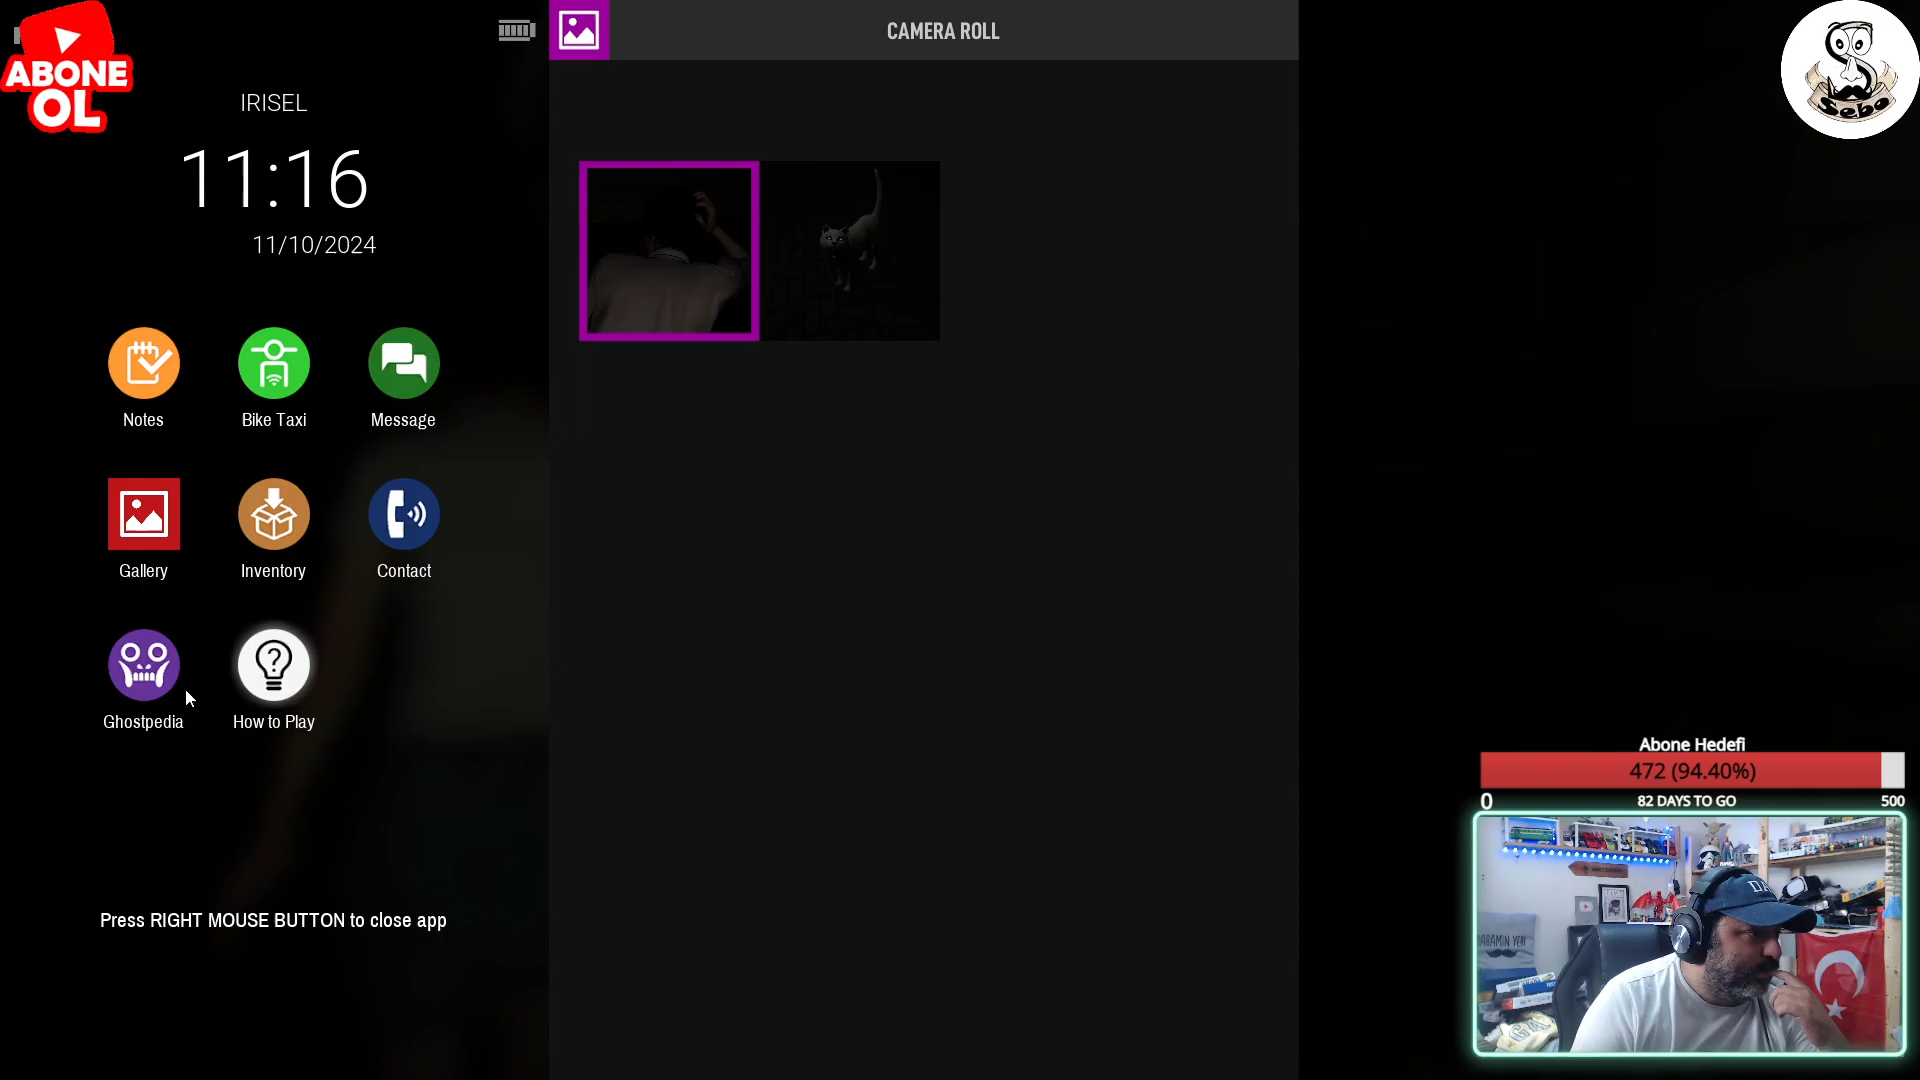 ABONE
OL
IRISEL
11:16
11/10/2024
Notes
Bike Taxi
Message
Gallery
Inventory
Contact
Ghostpedia
How to Play
Press RIGHT MOUSE BUTTON to close app
CAMERA ROLL
Sebo
Abone Hedefi
472 (94.40%)
0
82 DAYS TO GO
500